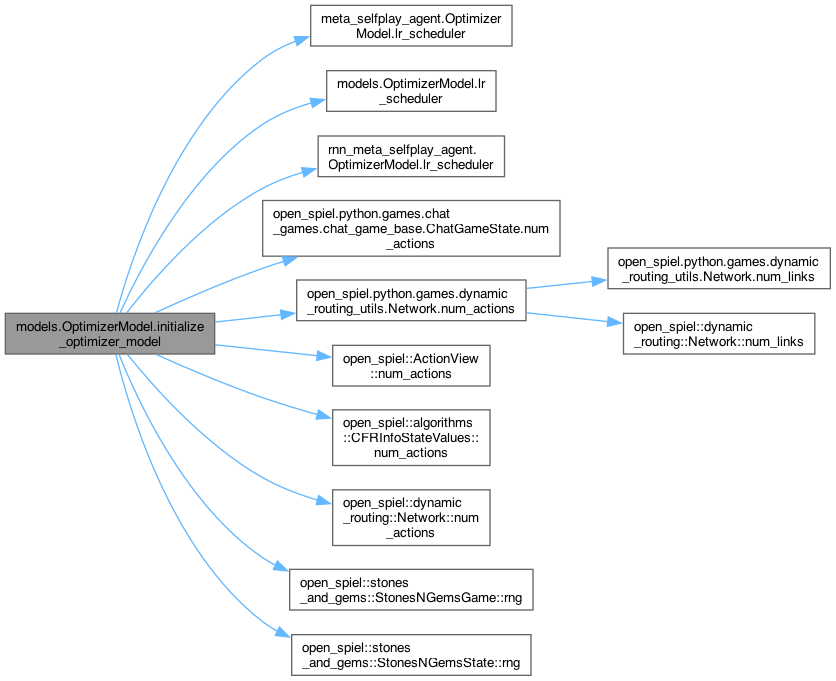 meta_selfplay_agent.Optimizer
Model.lr_scheduler
models.OptimizerModel.lr
_scheduler
rnn_meta_selfplay_agent.
OptimizerModel.lr_scheduler
open_spiel.python.games.chat
_games.chat_game_base.ChatGameState.num
_actions
open_spiel.python.games.dynamic
_routing_utils.Network.num_links
open_spiel.python.games.dynamic
_routing_utils.Network.num_actions
models.OptimizerModel.initialize
_optimizer_model
open_spiel::dynamic
_routing::Network::num_links
open_spiel::ActionView
::num_actions
open_spiel::algorithms
::CFRInfoStateValues::
num_actions
open_spiel::dynamic
_routing::Network::num
_actions
open_spiel::stones
_and_gems::StonesNGemsGame::rng
open_spiel::stones
_and_gems::StonesNGemsState::rng